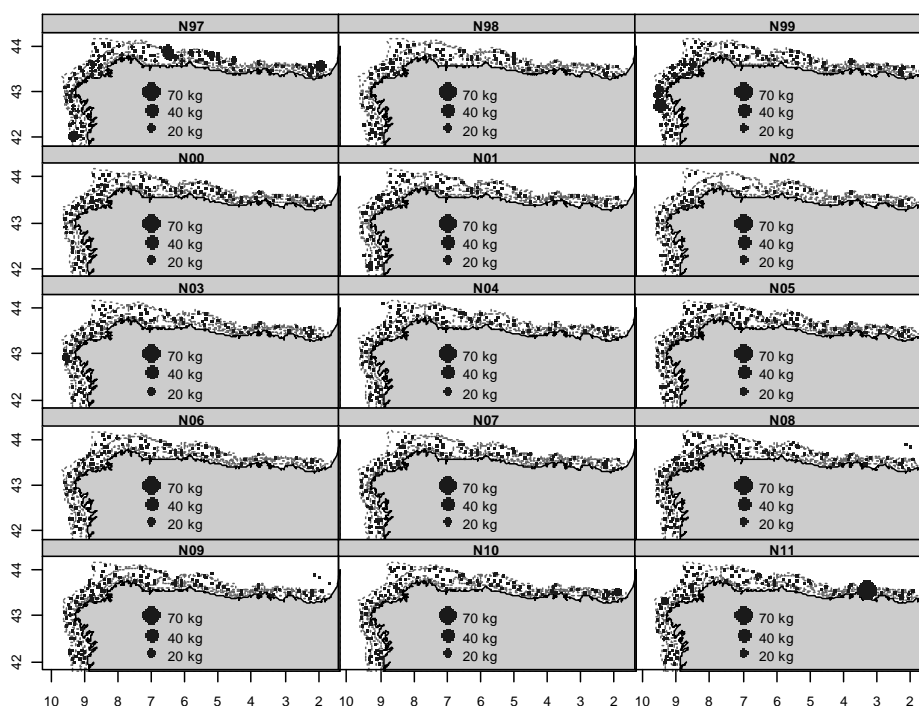 N97 N98 N99
44
43 70 kg 70 kg 70 kg
40 kg 40 kg 40 kg
42 20 kg 20 kg 20 kg
N00 N01 N02
44
43 70 kg 70 kg 70 kg
40 kg 40 kg 40 kg
42 20 kg 20 kg 20 kg
N03 N04 N05
44
43 70 kg 70 kg 70 kg
40 kg 40 kg 40 kg
42 20 kg 20 kg 20 kg
N06 N07 N08
44
43 70 kg 70 kg 70 kg
40 kg 40 kg 40 kg
42 20 kg 20 kg 20 kg
N09 N10 N11
44
43 70 kg 70 kg 70 kg
40 kg 40 kg 40 kg
42 20 kg 20 kg 20 kg
10 9 8 7 6 5 4 3 2 10 9 8 7 6 5 4 3 2 10 9 8 7 6 5 4 3 2